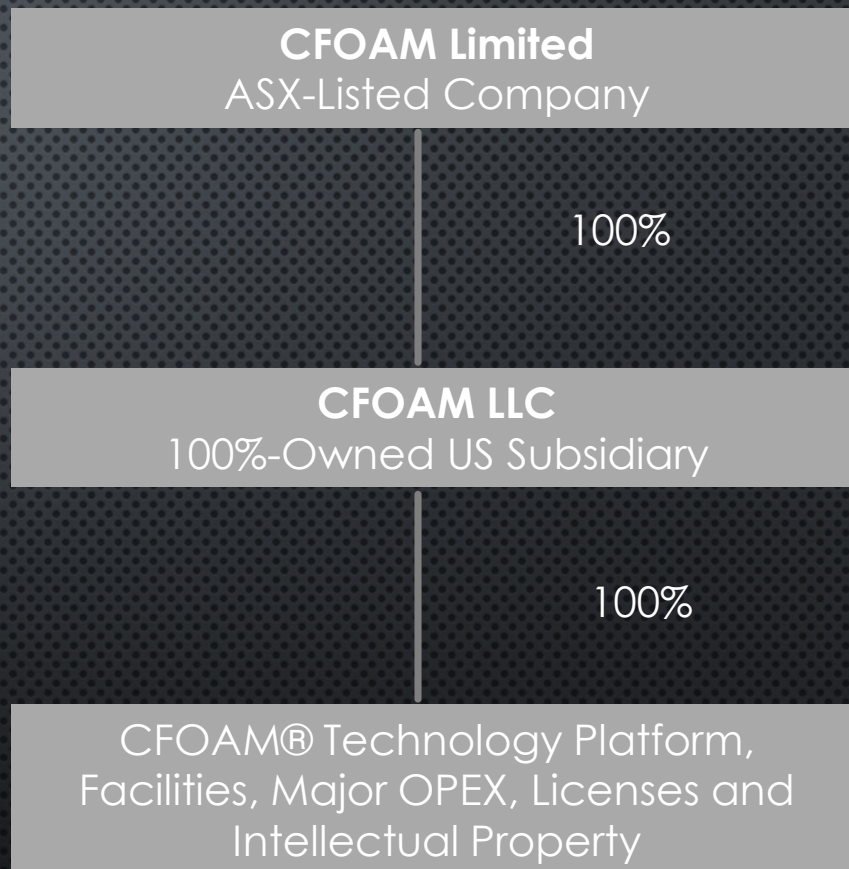 CFOAM Limited
ASX-Listed Company
100%
CFOAM LLC
100%-Owned US Subsidiary
100%
CFOAM® Technology Platform,
Facilities, Major OPEX, Licenses and
Intellectual Property